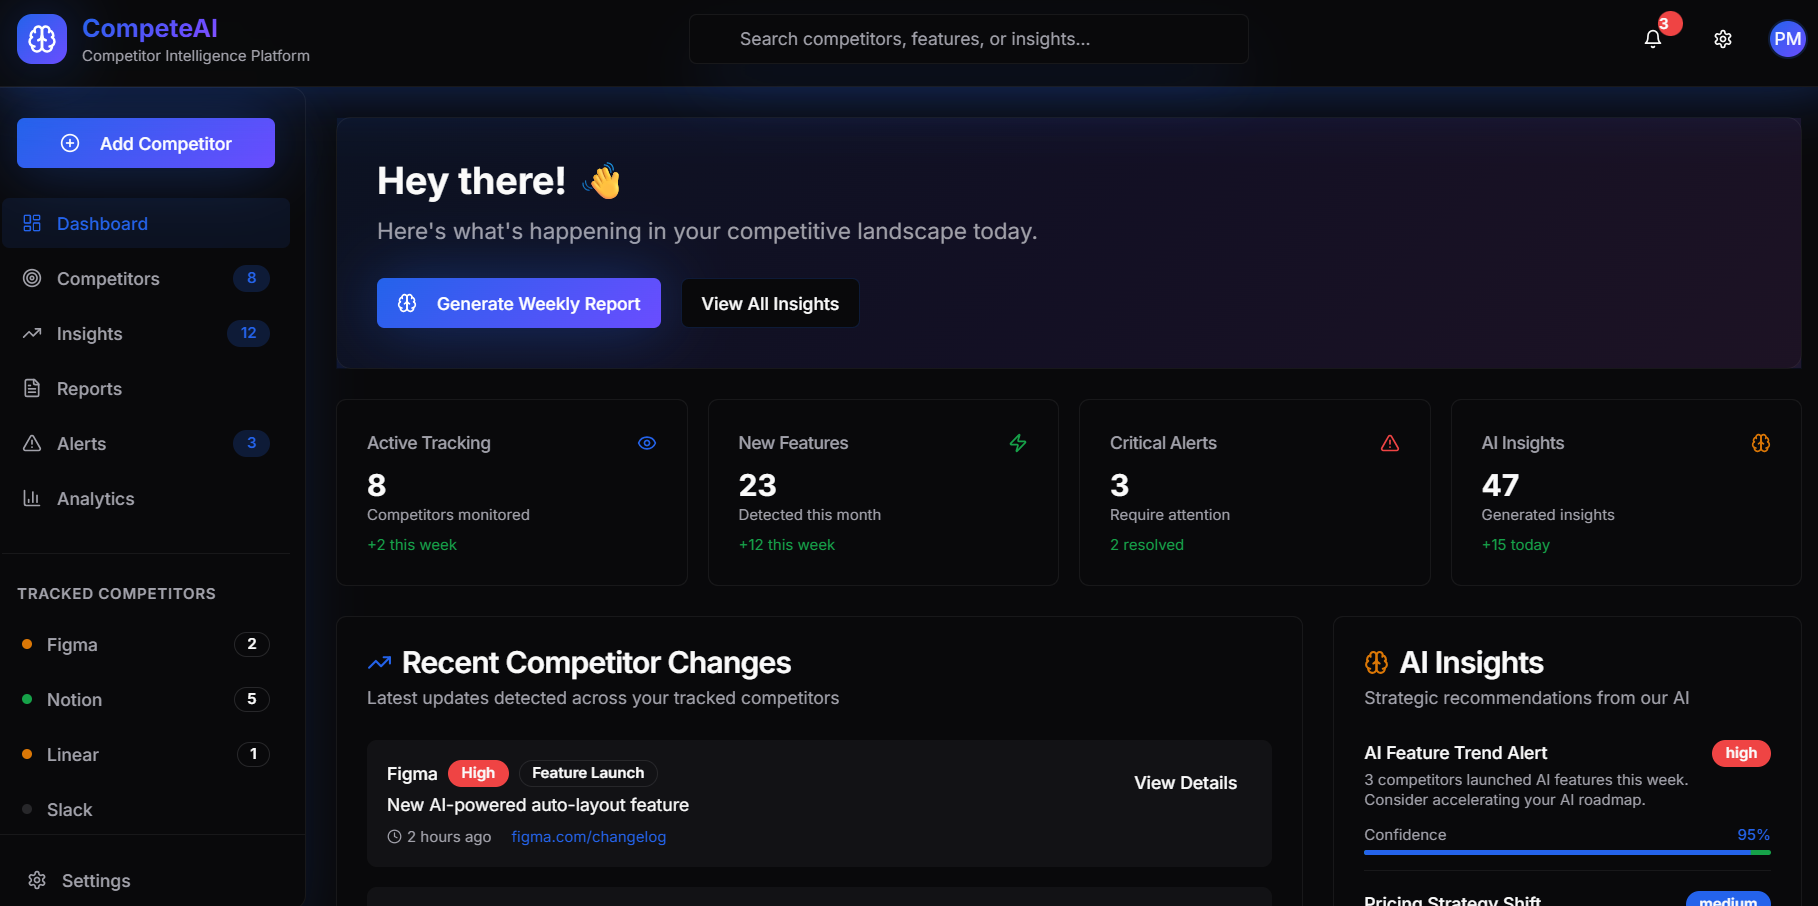 CompeteAI
Competitor Intelligence Platform
Search competitors, features, or insights...
3
PM
Add Competitor
Dashboard
Competitors 8
Insights 12
Reports
Alerts 3
Analytics
TRACKED COMPETITORS
Figma 2
Notion 5
Linear 1
Slack
Settings
Hey there! 👋
Here's what's happening in your competitive landscape today.
Generate Weekly Report
View All Insights
Active Tracking
8
Competitors monitored
+2 this week
New Features
23
Detected this month
+12 this week
Critical Alerts
3
Require attention
2 resolved
AI Insights
47
Generated insights
+15 today
Recent Competitor Changes
Latest updates detected across your tracked competitors
Figma High Feature Launch
New AI-powered auto-layout feature
2 hours ago figma.com/changelog
View Details
AI Insights
Strategic recommendations from our AI
AI Feature Trend Alert high
3 competitors launched AI features this week.
Consider accelerating your AI roadmap.
Confidence 95%
Pricing Strategy Shift medium